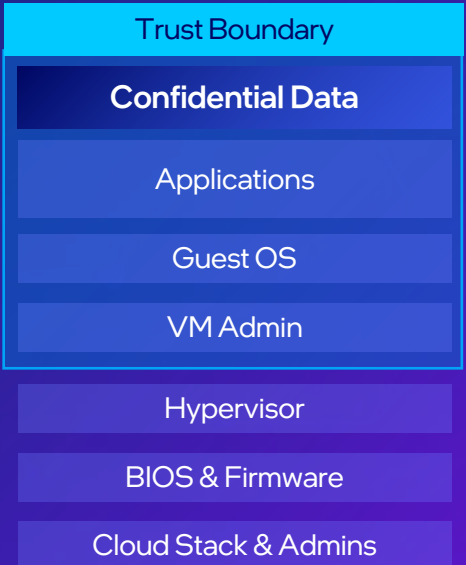 Trust Boundary
Confidential Data
Applications
Guest OS
VM Admin
Hypervisor
BIOS & Firmware
Cloud Stack & Admins